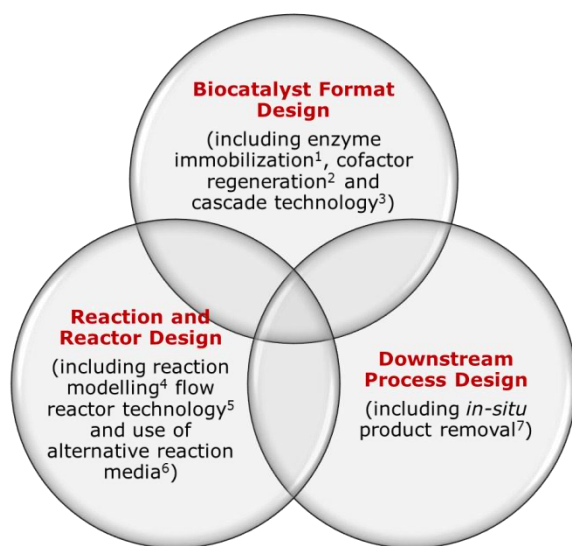 Biocatalyst Format
Design
(including enzyme
immobilization¹, cofactor
regeneration² and
cascade technology³)
Reaction and
Reactor Design
(including reaction
modelling⁴ flow
reactor technology⁵
and use of
alternative reaction
media⁶)
Downstream
Process Design
(including in-situ
product removal⁷)